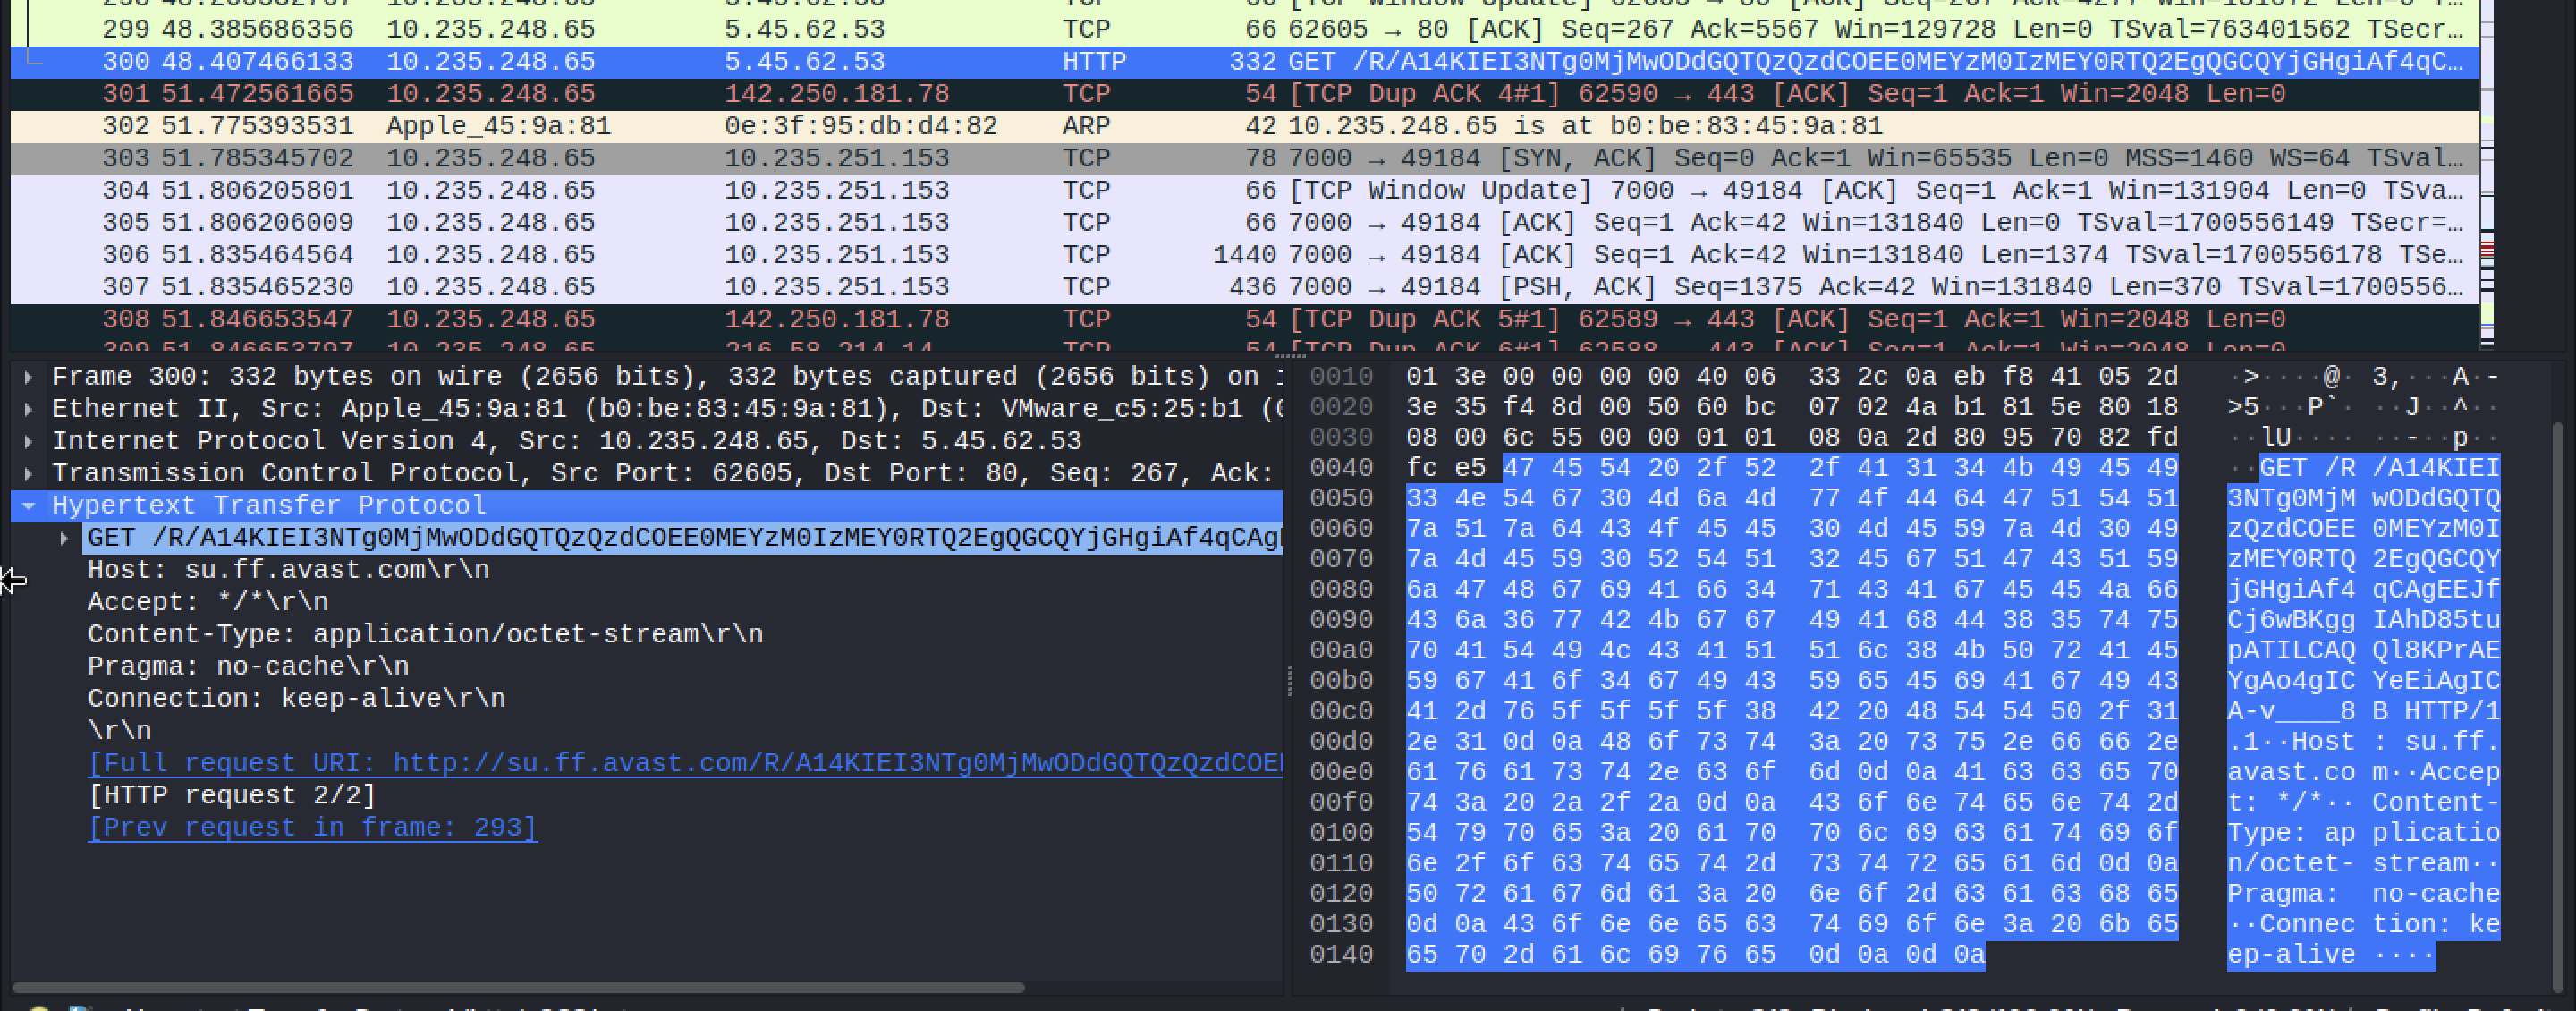 299 48.385686356 10.235.248.65 5.45.62.53 TCP 66 62605 → 80 [ACK] Seq=267 Ack=5567 Win=129728 Len=0 TSval=763401562 TSecr…
300 48.407466133 10.235.248.65 5.45.62.53 HTTP 332 GET /R/A14KIEI3NTg0MjMwODdGQTQzQzdCOEE0MEYzM0IzMEY0RTQ2EgQGCQYjGHgiAf4qC…
301 51.472561665 10.235.248.65 142.250.181.78 TCP 54 [TCP Dup ACK 4#1] 62590 → 443 [ACK] Seq=1 Ack=1 Win=2048 Len=0
302 51.775393531 Apple_45:9a:81 0e:3f:95:db:d4:82 ARP 42 10.235.248.65 is at b0:be:83:45:9a:81
303 51.785345702 10.235.248.65 10.235.251.153 TCP 78 7000 → 49184 [SYN, ACK] Seq=0 Ack=1 Win=65535 Len=0 MSS=1460 WS=64 TSval…
304 51.806205801 10.235.248.65 10.235.251.153 TCP 66 [TCP Window Update] 7000 → 49184 [ACK] Seq=1 Ack=1 Win=131904 Len=0 TSva…
305 51.806206009 10.235.248.65 10.235.251.153 TCP 66 7000 → 49184 [ACK] Seq=1 Ack=42 Win=131840 Len=0 TSval=1700556149 TSecr=…
306 51.835464564 10.235.248.65 10.235.251.153 TCP 1440 7000 → 49184 [ACK] Seq=1 Ack=42 Win=131840 Len=1374 TSval=1700556178 TSe…
307 51.835465230 10.235.248.65 10.235.251.153 TCP 436 7000 → 49184 [PSH, ACK] Seq=1375 Ack=42 Win=131840 Len=370 TSval=1700556…
308 51.846653547 10.235.248.65 142.250.181.78 TCP 54 [TCP Dup ACK 5#1] 62589 → 443 [ACK] Seq=1 Ack=1 Win=2048 Len=0
309 51.846653797 10.235.248.65 216.58.214.14 TCP 54 [TCP Dup ACK 6#1] 62588 → 443 [ACK] Seq=1 Ack=1 Win=2048 Len=0
Frame 300: 332 bytes on wire (2656 bits), 332 bytes captured (2656 bits) on
Ethernet II, Src: Apple_45:9a:81 (b0:be:83:45:9a:81), Dst: VMware_c5:25:b1 (
Internet Protocol Version 4, Src: 10.235.248.65, Dst: 5.45.62.53
Transmission Control Protocol, Src Port: 62605, Dst Port: 80, Seq: 267, Ack:
Hypertext Transfer Protocol
GET /R/A14KIEI3NTg0MjMwODdGQTQzQzdCOEE0MEYzM0IzMEY0RTQ2EgQGCQYjGHgiAf4qCAg
Host: su.ff.avast.com\r\n
Accept: */*\r\n
Content-Type: application/octet-stream\r\n
Pragma: no-cache\r\n
Connection: keep-alive\r\n
\r\n
[Full request URI: http://su.ff.avast.com/R/A14KIEI3NTg0MjMwODdGQTQzQzdCOE
[HTTP request 2/2]
[Prev request in frame: 293]
0010 01 3e 00 00 00 00 40 06 33 2c 0a eb f8 41 05 2d ·>····@· 3,···A·-
0020 3e 35 f4 8d 00 50 60 bc 07 02 4a b1 81 5e 80 18 >5···P`· ··J··^··
0030 08 00 6c 55 00 00 01 01 08 0a 2d 80 95 70 82 fd ··lU···· ··-··p··
0040 fc e5 47 45 54 20 2f 52 2f 41 31 34 4b 49 45 49 ··GET /R /A14KIEI
0050 33 4e 54 67 30 4d 6a 4d 77 4f 44 64 47 51 54 51 3NTg0MjM wODdGQTQ
0060 7a 51 7a 64 43 4f 45 45 30 4d 45 59 7a 4d 30 49 zQzdCOEE 0MEYzM0I
0070 7a 4d 45 59 30 52 54 51 32 45 67 51 47 43 51 59 zMEY0RTQ 2EgQGCQY
0080 6a 47 48 67 69 41 66 34 71 43 41 67 45 45 4a 66 jGHgiAf4 qCAgEEJf
0090 43 6a 36 77 42 4b 67 67 49 41 68 44 38 35 74 75 Cj6wBKgg IAhD85tu
00a0 70 41 54 49 4c 43 41 51 51 6c 38 4b 50 72 41 45 pATILCAQ Ql8KPrAE
00b0 59 67 41 6f 34 67 49 43 59 65 45 69 41 67 49 43 YgAo4gIC YeEiAgIC
00c0 41 2d 76 5f 5f 5f 5f 38 42 20 48 54 54 50 2f 31 A-v____8 B HTTP/1
00d0 2e 31 0d 0a 48 6f 73 74 3a 20 73 75 2e 66 66 2e .1··Host : su.ff.
00e0 61 76 61 73 74 2e 63 6f 6d 0d 0a 41 63 63 65 70 avast.co m··Accep
00f0 74 3a 20 2a 2f 2a 0d 0a 43 6f 6e 74 65 6e 74 2d t: */*·· Content-
0100 54 79 70 65 3a 20 61 70 70 6c 69 63 61 74 69 6f Type: ap plicatio
0110 6e 2f 6f 63 74 65 74 2d 73 74 72 65 61 6d 0d 0a n/octet- stream··
0120 50 72 61 67 6d 61 3a 20 6e 6f 2d 63 61 63 68 65 Pragma:  no-cache
0130 0d 0a 43 6f 6e 6e 65 63 74 69 6f 6e 3a 20 6b 65 ··Connec tion: ke
0140 65 70 2d 61 6c 69 76 65 0d 0a 0d 0a ep-alive ····